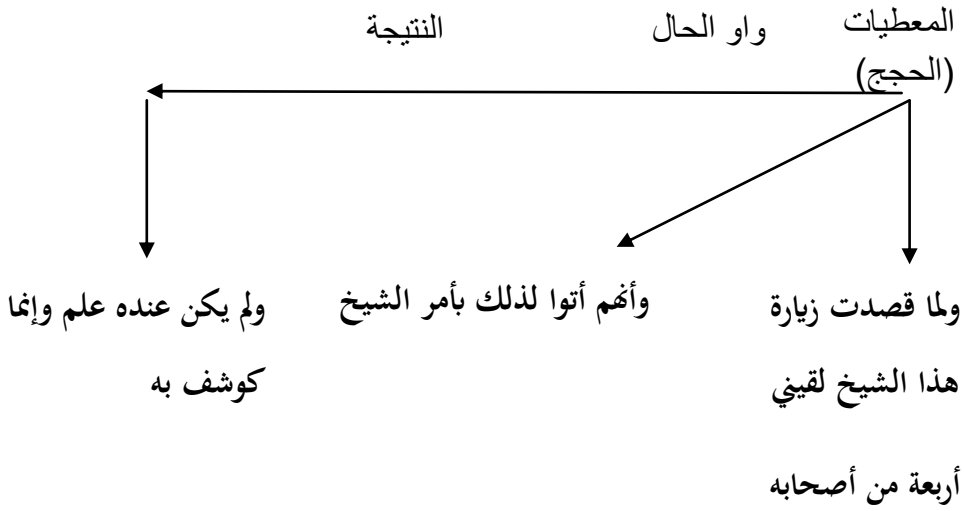 المعطيات واو الحال النتيجة
(الحجج)
ولما قصدت زيارة وأنهم أتوا لذلك بأمر الشيخ ولم يكن عنده علم وإنما
هذا الشيخ لقيني كوشف به
أربعة من أصحابه